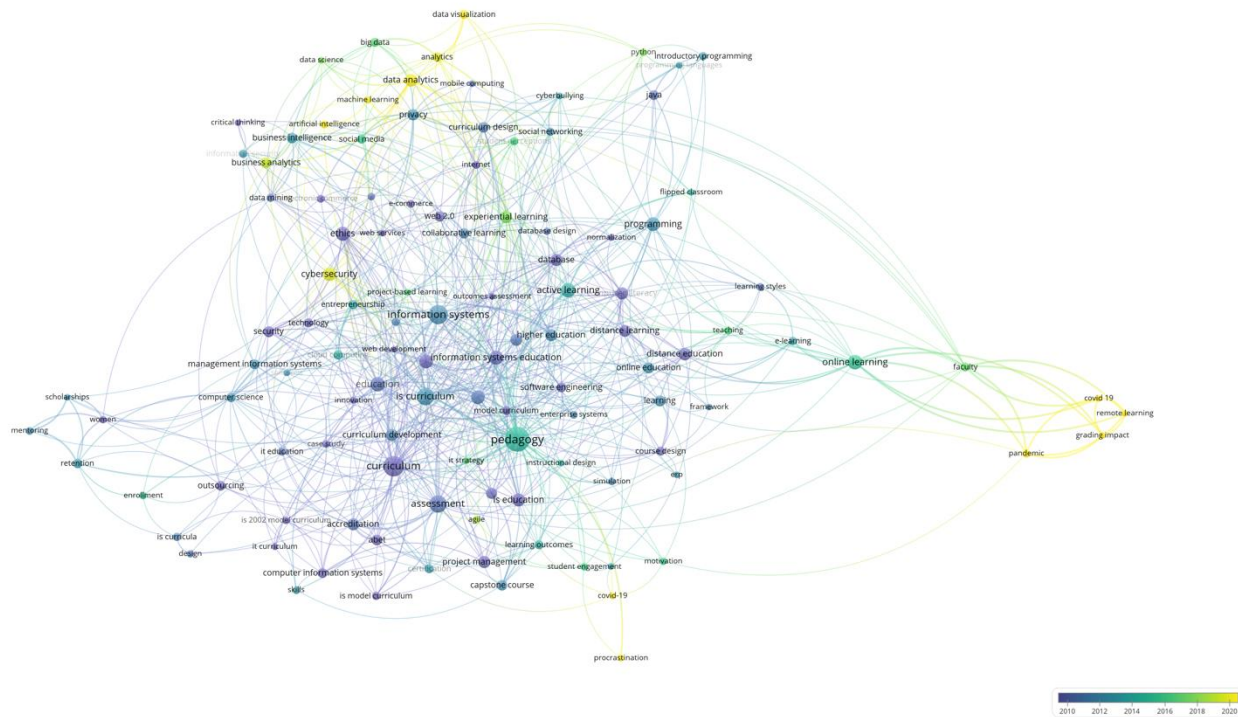 data visualization
big data
analytics
data science
python
introductory programming
programming languages
data analytics
mobile computing
cyberbullying
java
machine learning
privacy
critical thinking
artificial intelligence
curriculum design
social networking
business intelligence
social media
business analytics
internet
flipped classroom
data mining
e-commerce
web 2.0
experiential learning
programming
ethics
web services
collaborative learning
database design
normalization
database
cybersecurity
learning styles
project-based learning
outcomes assessment
active learning
entrepreneurship
information systems
technology
security
higher education
distance learning
teaching
e-learning
web development
information systems education
distance education
cloud computing
management information systems
online education
online learning
faculty
education
software engineering
scholarships
computer science
is curriculum
innovation
learning
framework
covid 19
model curriculum
enterprise systems
remote learning
women
mentoring
curriculum development
pedagogy
grading impact
case study
it education
course design
pandemic
retention
curriculum
it strategy
instructional design
erp
simulation
outsourcing
enrollment
assessment
is education
is 2002 model curriculum
accreditation
agile
is curricula
abet
learning outcomes
design
it curriculum
project management
student engagement
motivation
computer information systems
certification
skills
is model curriculum
capstone course
covid-19
procrastination
2010 2012 2014 2016 2018 2020